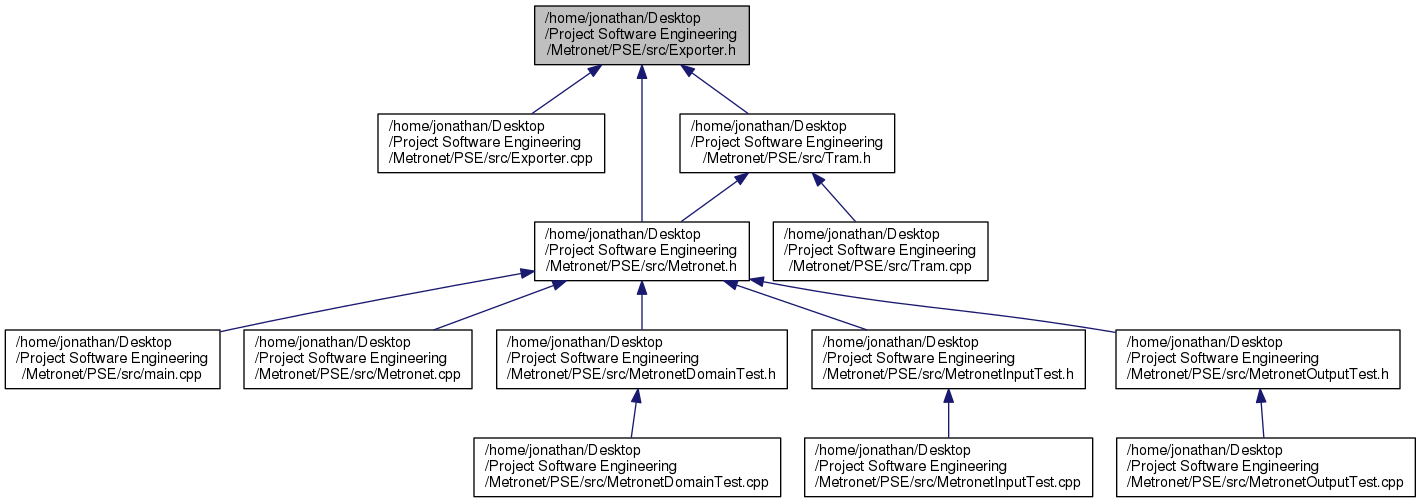 /home/jonathan/Desktop
/Project Software Engineering
/Metronet/PSE/src/Exporter.h
/home/jonathan/Desktop
/Project Software Engineering
/Metronet/PSE/src/Exporter.cpp
/home/jonathan/Desktop
/Project Software Engineering
/Metronet/PSE/src/Tram.h
/home/jonathan/Desktop
/Project Software Engineering
/Metronet/PSE/src/Metronet.h
/home/jonathan/Desktop
/Project Software Engineering
/Metronet/PSE/src/Tram.cpp
/home/jonathan/Desktop
/Project Software Engineering
/Metronet/PSE/src/main.cpp
/home/jonathan/Desktop
/Project Software Engineering
/Metronet/PSE/src/Metronet.cpp
/home/jonathan/Desktop
/Project Software Engineering
/Metronet/PSE/src/MetronetDomainTest.h
/home/jonathan/Desktop
/Project Software Engineering
/Metronet/PSE/src/MetronetInputTest.h
/home/jonathan/Desktop
/Project Software Engineering
/Metronet/PSE/src/MetronetOutputTest.h
/home/jonathan/Desktop
/Project Software Engineering
/Metronet/PSE/src/MetronetDomainTest.cpp
/home/jonathan/Desktop
/Project Software Engineering
/Metronet/PSE/src/MetronetInputTest.cpp
/home/jonathan/Desktop
/Project Software Engineering
/Metronet/PSE/src/MetronetOutputTest.cpp